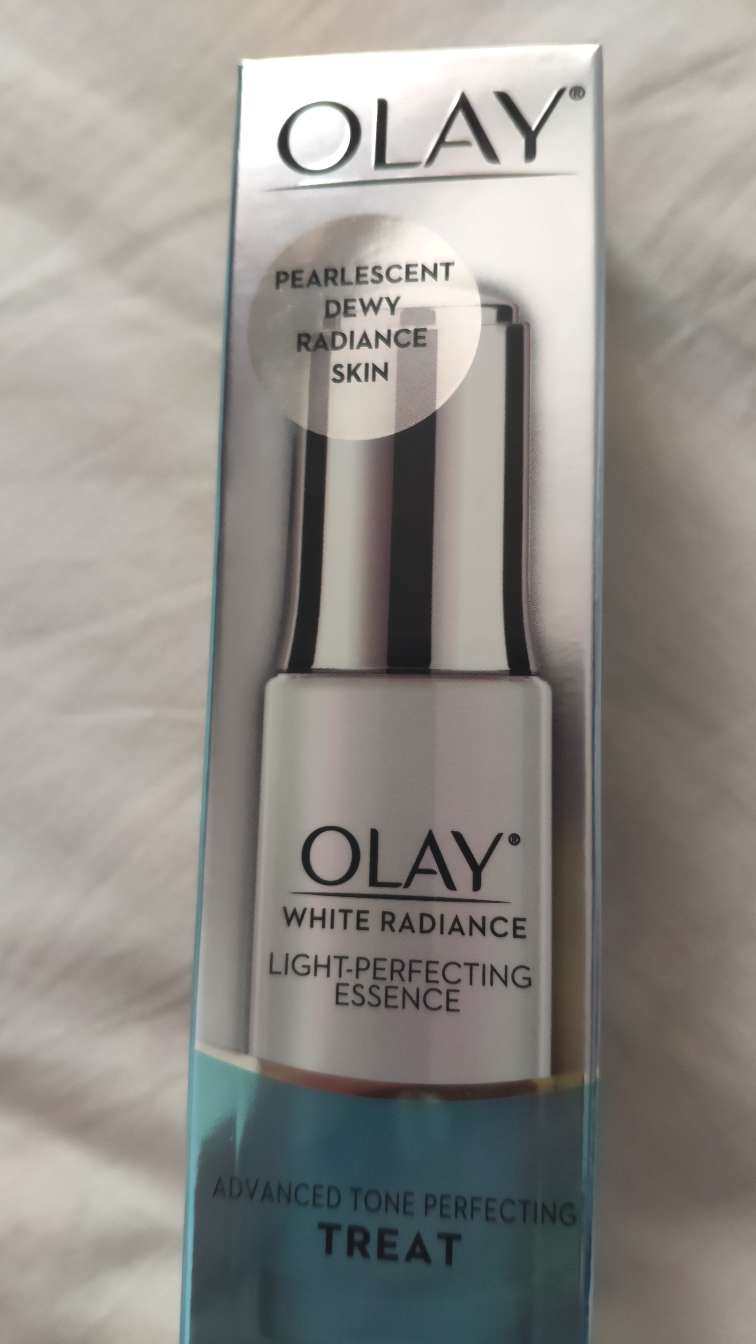 OLAY®
PEARLESCENT
DEWY
RADIANCE
SKIN
OLAY®
WHITE RADIANCE
LIGHT-PERFECTING
ESSENCE
ADVANCED TONE PERFECTING
TREAT